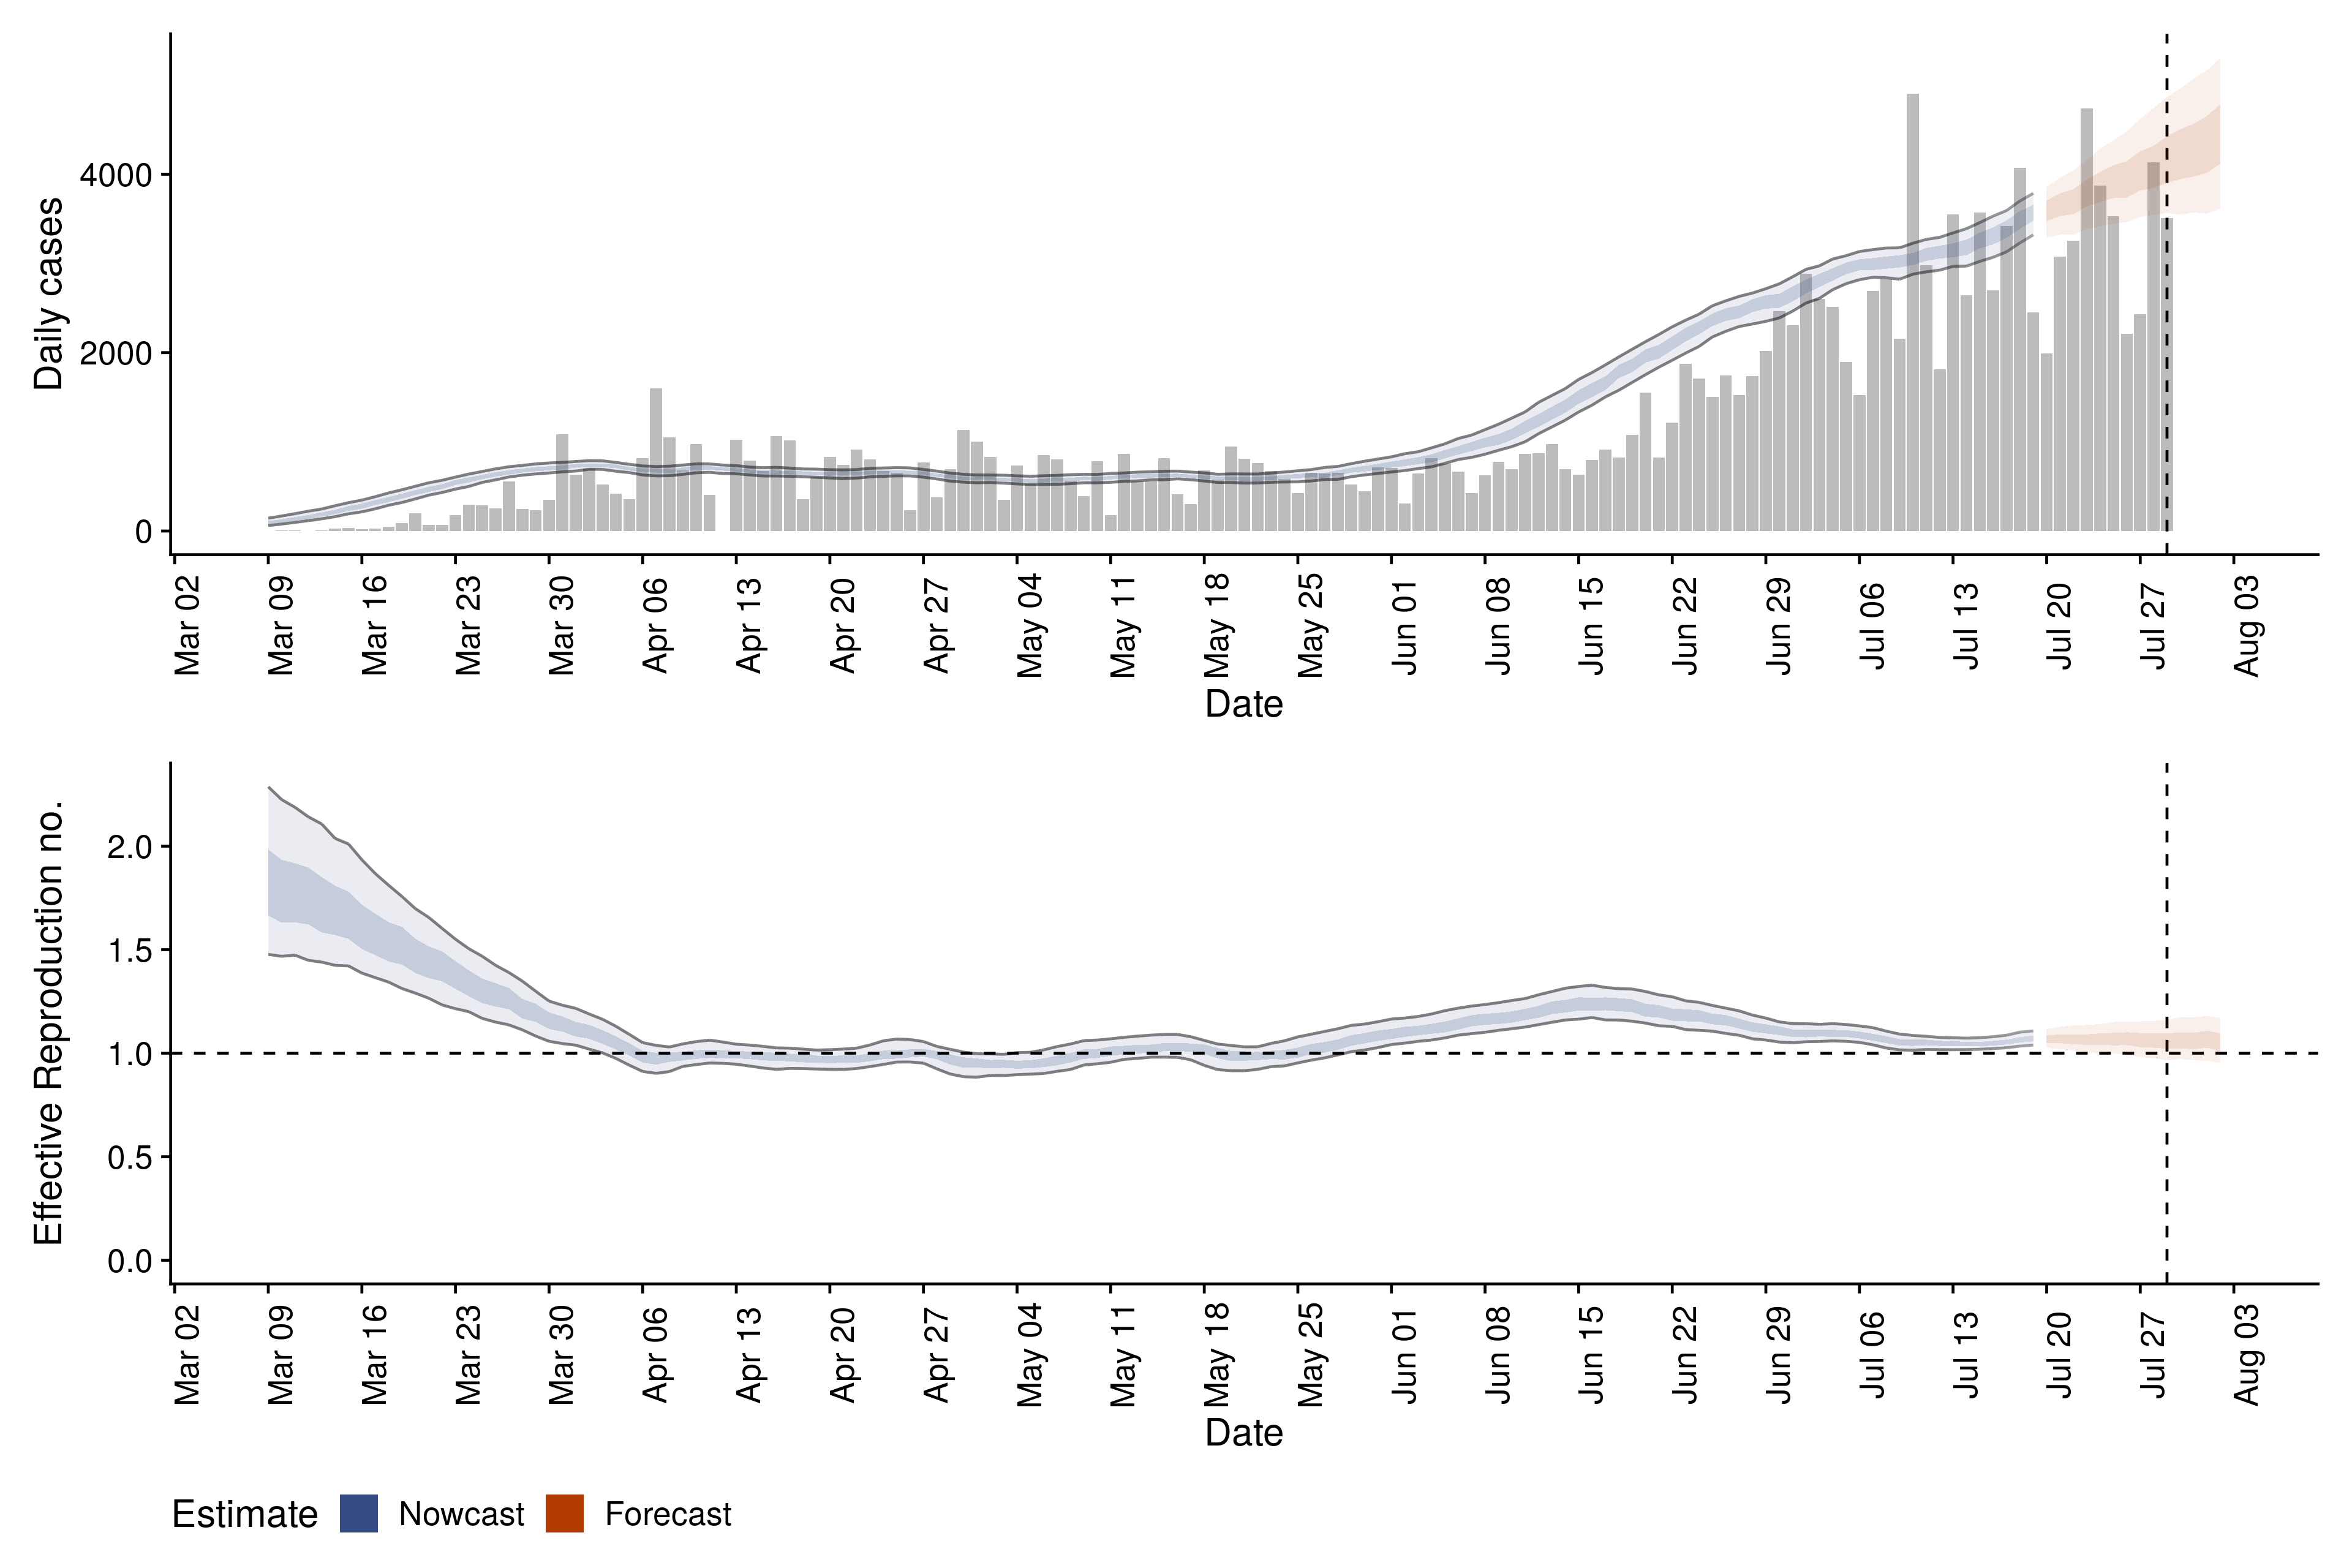 Daily cases
4000
2000
0
Mar 02 Mar 09 Mar 16 Mar 23 Mar 30 Apr 06 Apr 13 Apr 20 Apr 27 May 04 May 11 May 18 May 25 Jun 01 Jun 08 Jun 15 Jun 22 Jun 29 Jul 06 Jul 13 Jul 20 Jul 27 Aug 03
Date
Effective Reproduction no.
2.0
1.5
1.0
0.5
0.0
Mar 02 Mar 09 Mar 16 Mar 23 Mar 30 Apr 06 Apr 13 Apr 20 Apr 27 May 04 May 11 May 18 May 25 Jun 01 Jun 08 Jun 15 Jun 22 Jun 29 Jul 06 Jul 13 Jul 20 Jul 27 Aug 03
Date
Estimate Nowcast Forecast